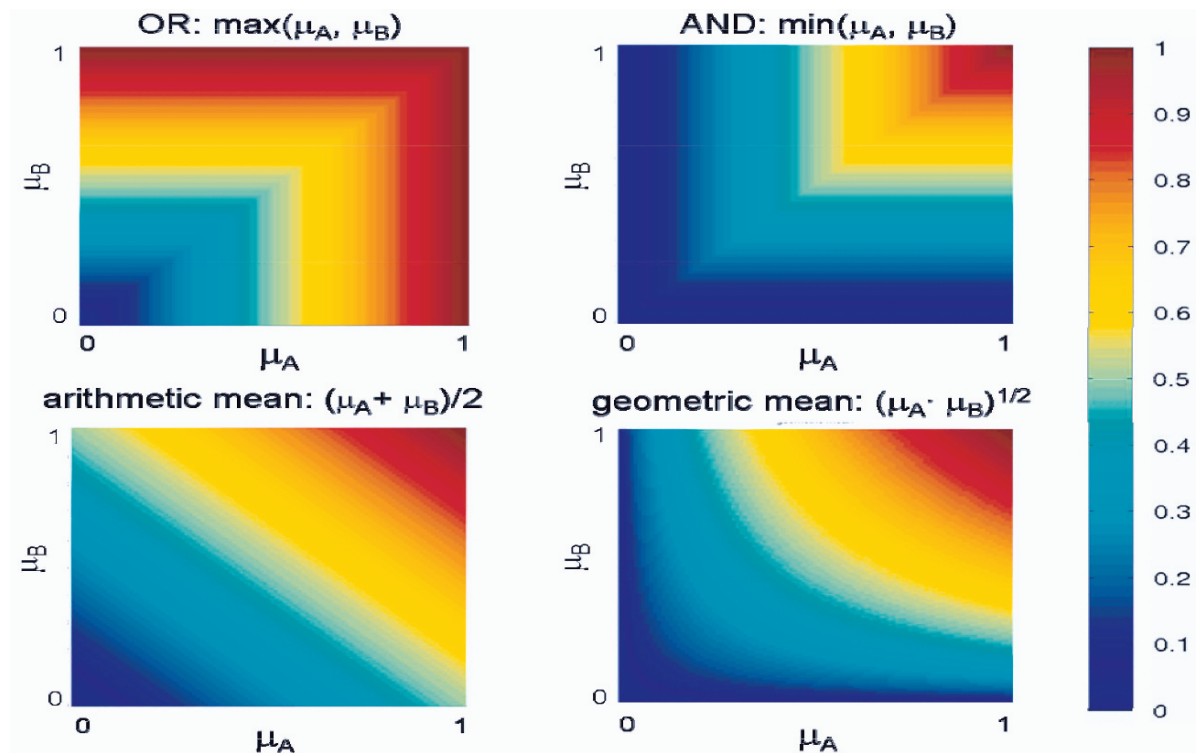 OR: max(μA, μB)
AND: min(μA, μB)
1
μB
0
0
μA
1
1
μB
0
0
μA
1
arithmetic mean: (μA+ μB)/2
geometric mean: (μA· μB)1/2
geometric mean
1
μB
0
0
μA
1
1
μB
0
0
μA
1
1
0.9
0.8
0.7
0.6
0.5
0.4
0.3
0.2
0.1
0